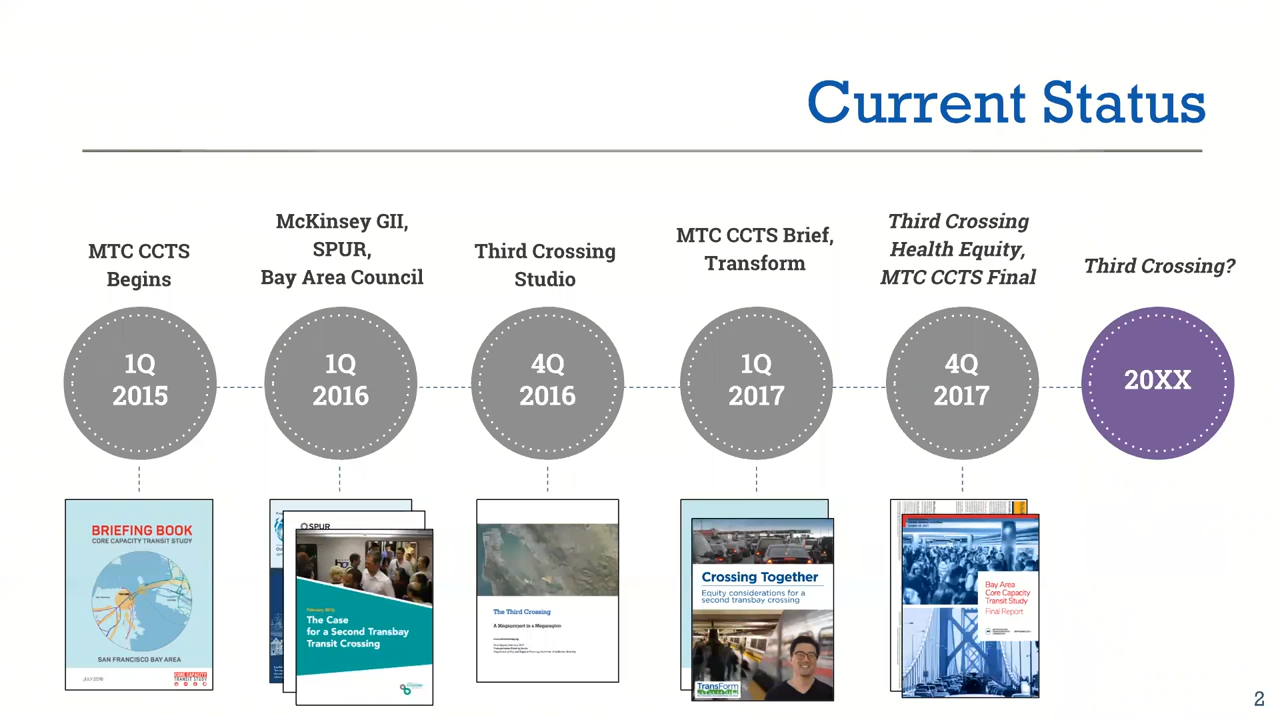 Current Status
MTC CCTS
Begins
McKinsey GII,
SPUR,
Bay Area Council
Third Crossing
Studio
MTC CCTS Brief,
Transform
Third Crossing
Health Equity,
MTC CCTS Final
Third Crossing?
1Q
2015
1Q
2016
4Q
2016
1Q
2017
4Q
2017
20XX
BRIEFING BOOK
CORE CAPACITY TRANSIT STUDY
SAN FRANCISCO BAY AREA
CORE CAPACITY
TRANSIT STUDY
SPUR
The Case
for a Second Transbay
Transit Crossing
The Third Crossing
A Megaproject in a Megaregion
Crossing Together
Equity considerations for a
second transbay crossing
TransForm
Bay Area
Core Capacity
Transit Study
Final Report
2